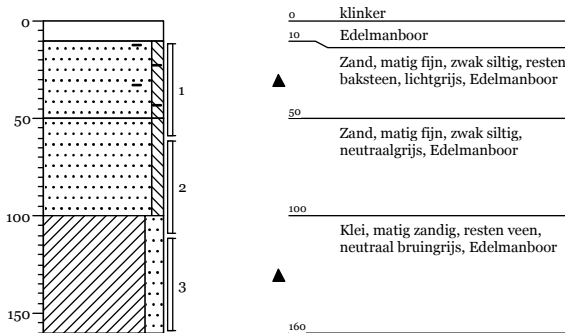 0
50
100
150
1
2
3
0 klinker
10 Edelmanboor
Zand, matig fijn, zwak siltig, resten
baksteen, lichtgrijs, Edelmanboor
50
Zand, matig fijn, zwak siltig,
neutraalgrijs, Edelmanboor
100
Klei, matig zandig, resten veen,
neutraal bruingrijs, Edelmanboor
160